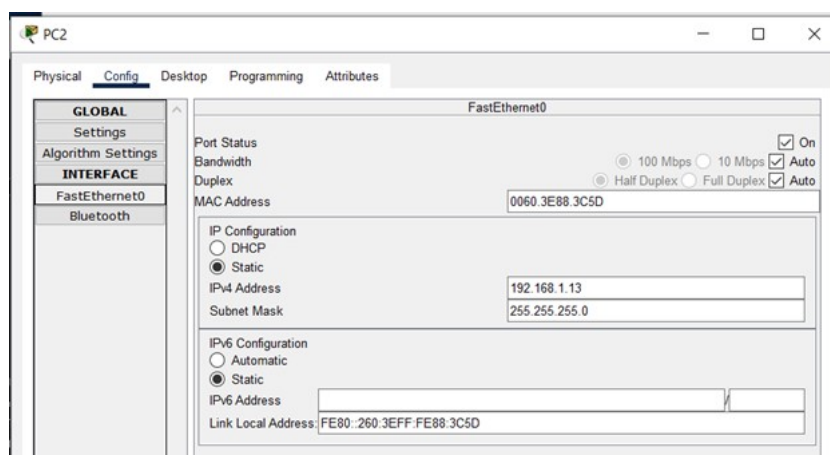 PC2
Physical Config Desktop Programming Attributes
GLOBAL
Settings
Algorithm Settings
INTERFACE
FastEthernet0
Bluetooth
FastEthernet0
Port Status On
Bandwidth 100 Mbps 10 Mbps Auto
Duplex Half Duplex Full Duplex Auto
MAC Address 0060.3E88.3C5D
IP Configuration
DHCP
Static
IPv4 Address 192.168.1.13
Subnet Mask 255.255.255.0
IPv6 Configuration
Automatic
Static
IPv6 Address /
Link Local Address: FE80::260:3EFF:FE88:3C5D